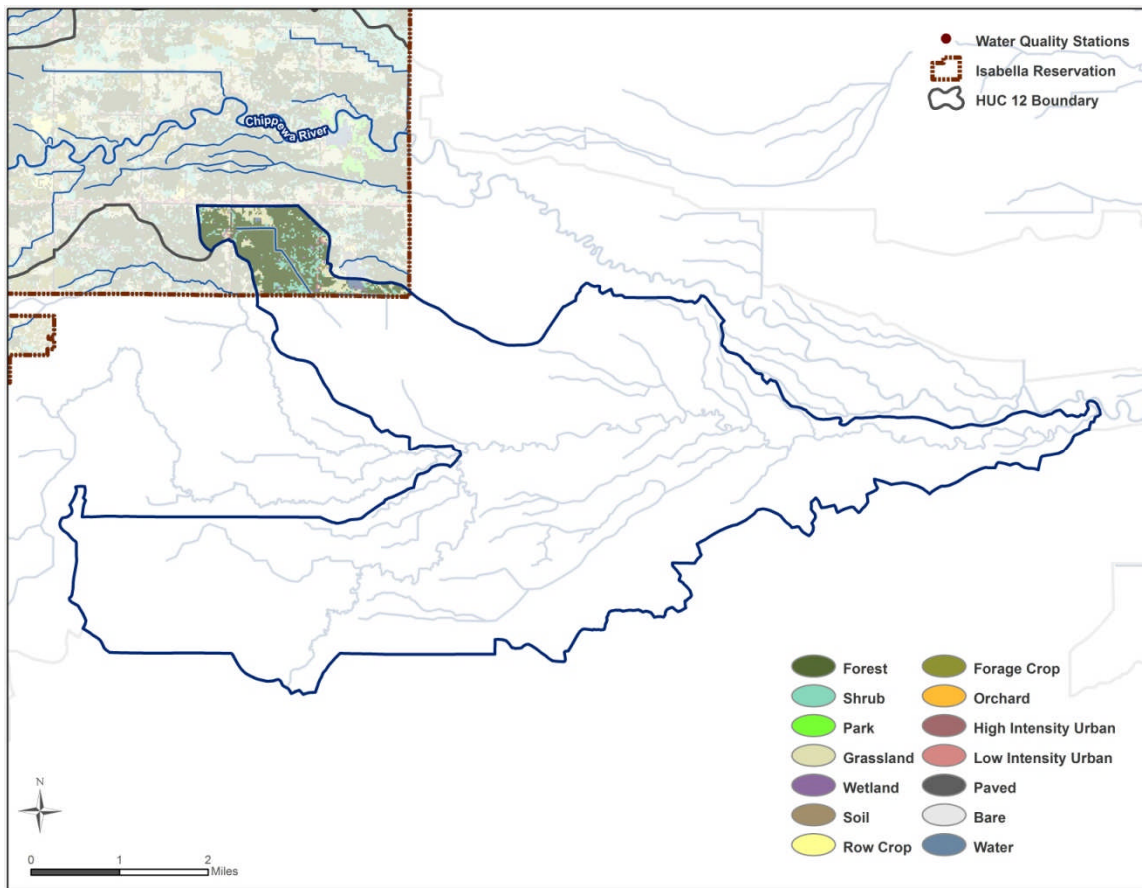 Water Quality Stations
Isabella Reservation
HUC 12 Boundary
Chippewa River
Forest
Shrub
Park
Grassland
Wetland
Soil
Row Crop
Forage Crop
Orchard
High Intensity Urban
Low Intensity Urban
Paved
Bare
Water
N
0 1 2
Miles